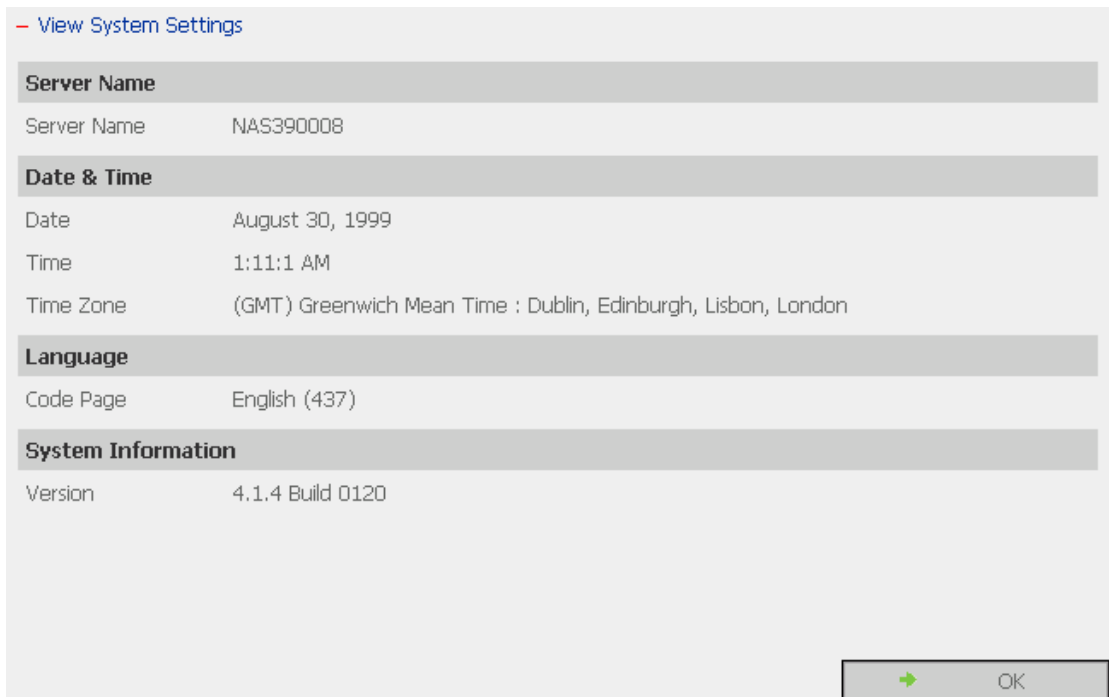 – View System Settings
Server Name
Server Name NAS390008
Date & Time
Date August 30, 1999
Time 1:11:1 AM
Time Zone (GMT) Greenwich Mean Time : Dublin, Edinburgh, Lisbon, London
Language
Code Page English (437)
System Information
Version 4.1.4 Build 0120
OK